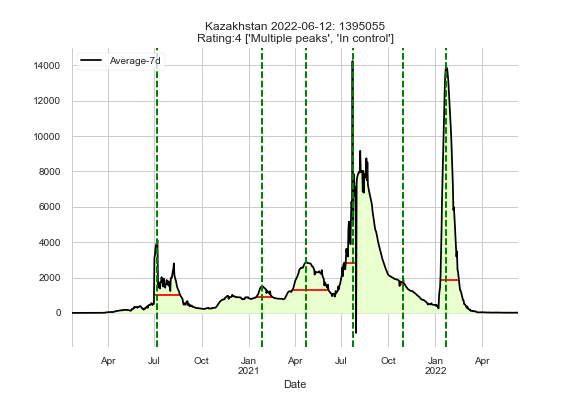 Kazakhstan 2022-06-12: 1395055
Rating:4 ['Multiple peaks', 'In control']
Average-7d
14000
12000
10000
8000
6000
4000
2000
0
Apr Jul Oct Jan Apr Jul Oct Jan Apr
2021 2022
Date